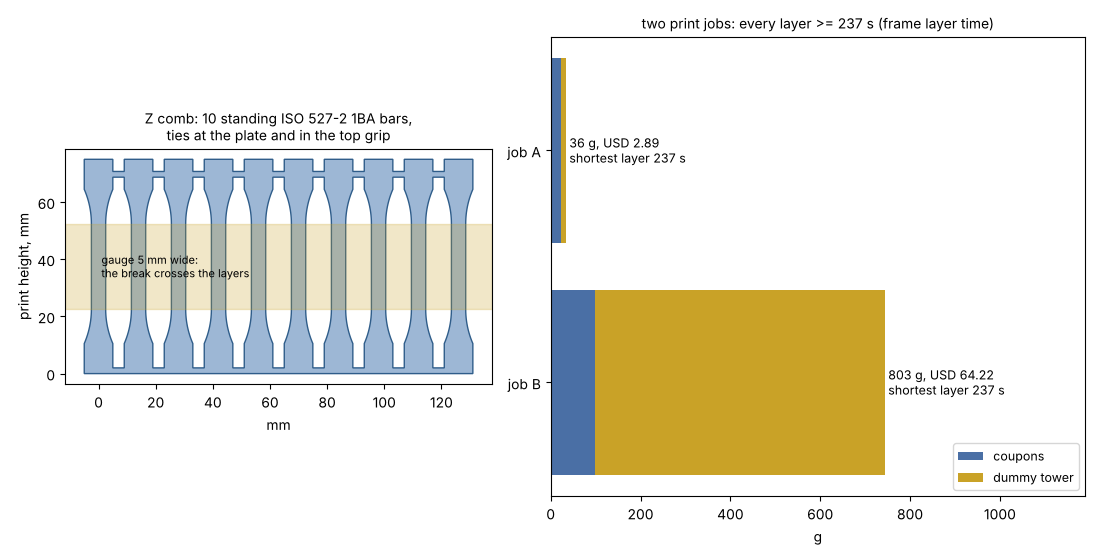 Z comb: 10 standing ISO 527-2 1BA bars,
ties at the plate and in the top grip
print height, mm
60
40
20
0
gauge 5 mm wide:
the break crosses the layers
0 20 40 60 80 100 120
mm
two print jobs: every layer >= 237 s (frame layer time)
job A
36 g, USD 2.89
shortest layer 237 s
job B
803 g, USD 64.22
shortest layer 237 s
coupons
dummy tower
0 200 400 600 800 1000
g